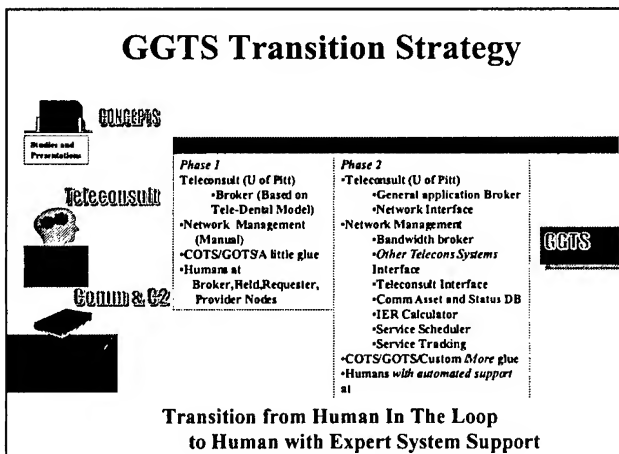 GGTS Transition Strategy
CONCEPTS
Studies and
Presentations
Teleconsult
Comm & C2
Phase 1
Teleconsult (U of Pitt)
•Broker (Based on
Tele-Dental Model)
•Network Management
(Manual)
•COTS/GOTS/A little glue
•Humans at
Broker,Field,Requester,
Provider Nodes
Phase 2
•Teleconsult (U of Pitt)
•General application Broker
•Network Interface
•Network Management
•Bandwidth broker
•Other Telecons Systems
Interface
•Teleconsult Interface
•Comm Asset and Status DB
•IER Calculator
•Service Scheduler
•Service Tracking
•COTS/GOTS/Custom More glue
•Humans with automated support
at
GGTS
Transition from Human In The Loop
to Human with Expert System Support